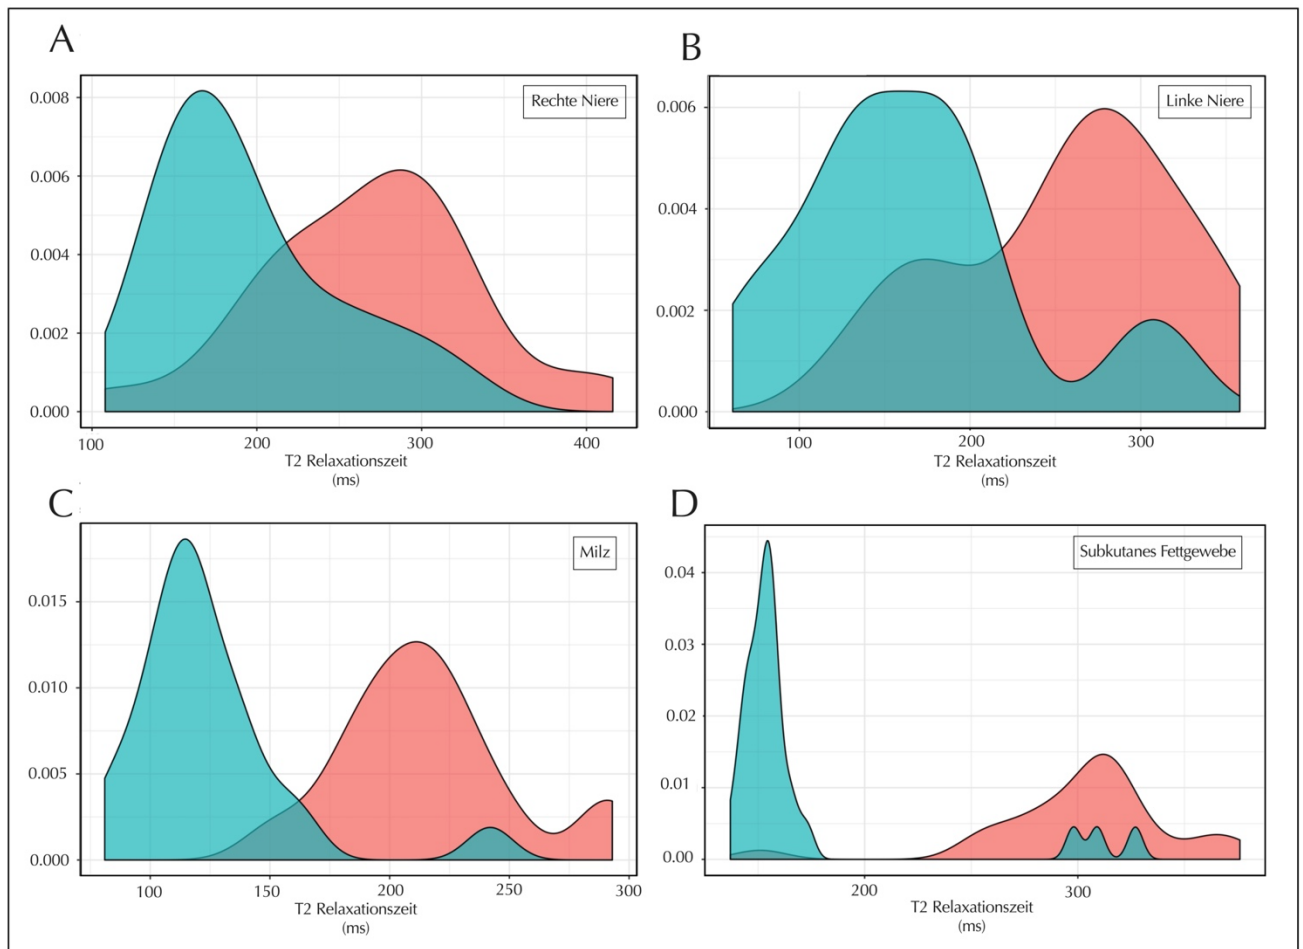 A
Rechte Niere
0.008
0.006
0.004
0.002
0.000
100 200 300 400
T2 Relaxationszeit
(ms)
B
Linke Niere
0.006
0.004
0.002
0.000
100 200 300
T2 Relaxationszeit
(ms)
C
Milz
0.015
0.010
0.005
0.000
100 150 200 250 300
T2 Relaxationszeit
(ms)
D
Subkutanes Fettgewebe
0.04
0.03
0.02
0.01
0.00
200 300
T2 Relaxationszeit
(ms)